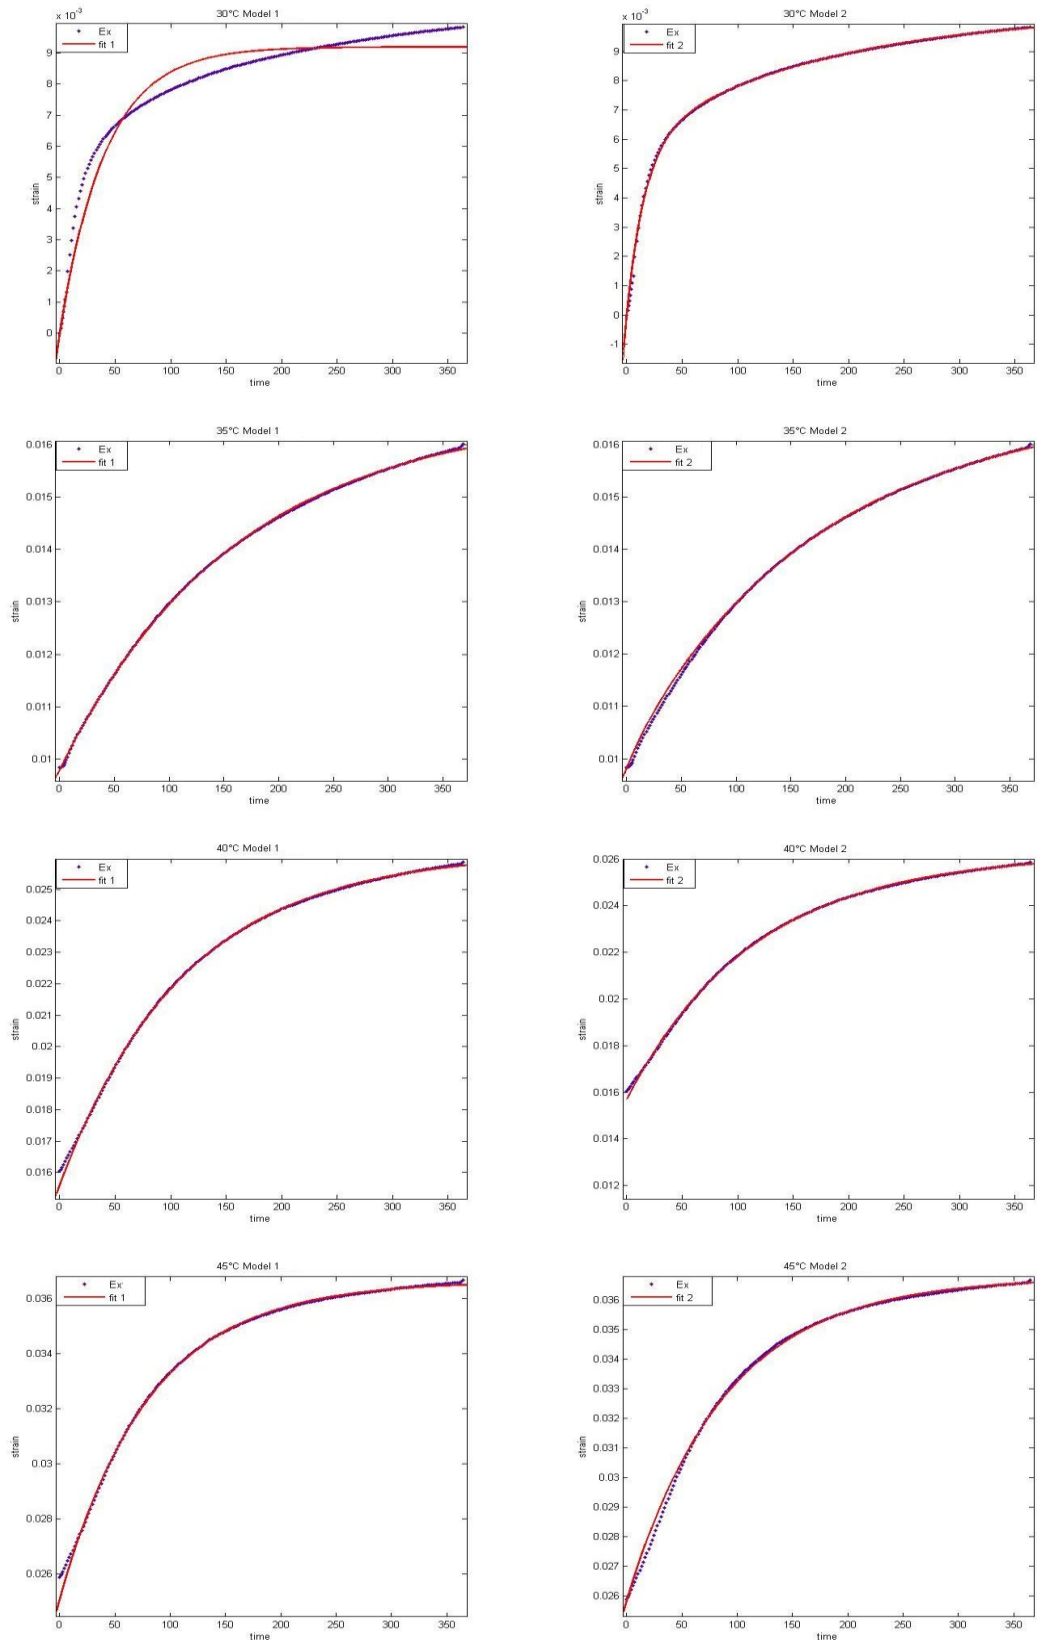 30°C Model 1
x 10⁻³
Ex
fit 1
9
8
7
6
5
4
3
2
1
0
strain
0 50 100 150 200 250 300 350
time
30°C Model 2
x 10⁻³
Ex
fit 2
9
8
7
6
5
4
3
2
1
0
-1
strain
0 50 100 150 200 250 300 350
time
35°C Model 1
Ex
fit 1
0.016
0.015
0.014
0.013
0.012
0.011
0.01
strain
0 50 100 150 200 250 300 350
time
35°C Model 2
Ex
fit 2
0.016
0.015
0.014
0.013
0.012
0.011
0.01
strain
0 50 100 150 200 250 300 350
time
40°C Model 1
Ex
fit 1
0.025
0.024
0.023
0.022
0.021
0.02
0.019
0.018
0.017
0.016
strain
0 50 100 150 200 250 300 350
time
40°C Model 2
Ex
fit 2
0.026
0.024
0.022
0.02
0.018
0.016
0.014
0.012
strain
0 50 100 150 200 250 300 350
time
45°C Model 1
Ex
fit 1
0.036
0.034
0.032
0.03
0.028
0.026
strain
0 50 100 150 200 250 300 350
time
45°C Model 2
Ex
fit 2
0.036
0.035
0.034
0.033
0.032
0.031
0.03
0.029
0.028
0.027
0.026
strain
0 50 100 150 200 250 300 350
time